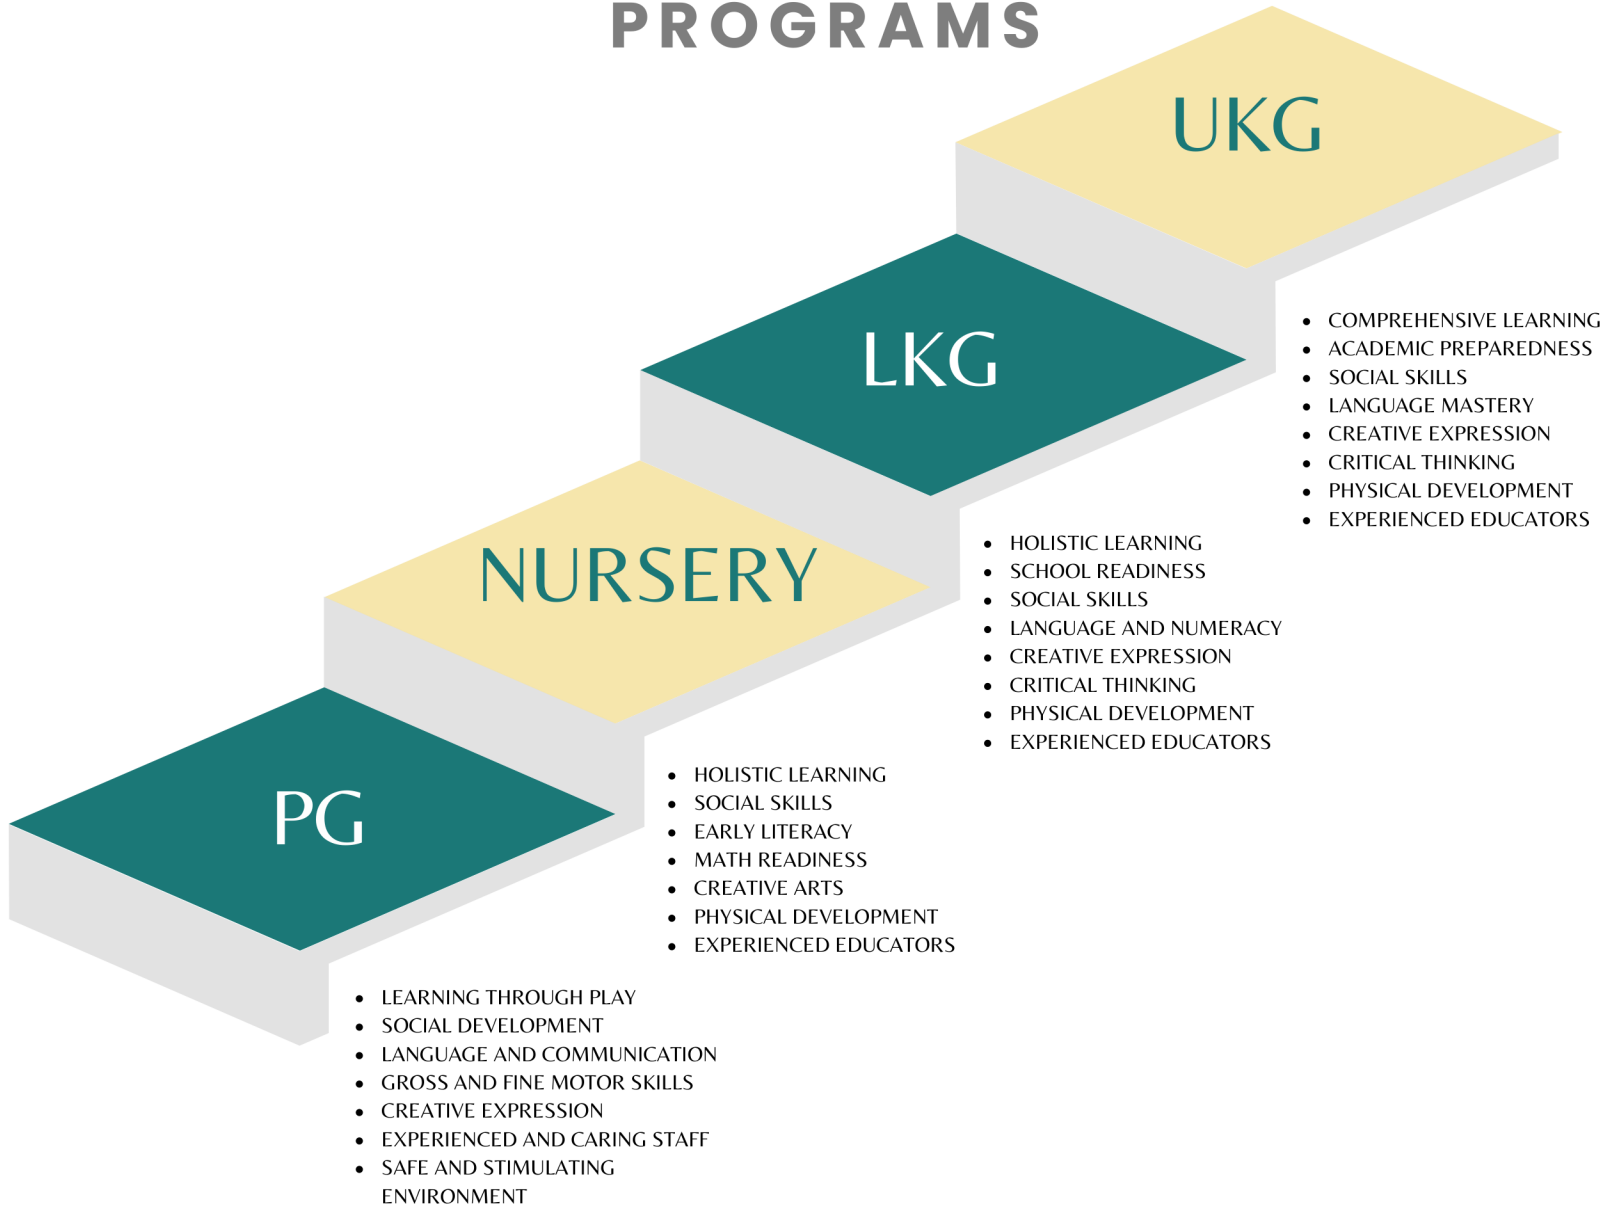 PROGRAMS
UKG
• COMPREHENSIVE LEARNING
• ACADEMIC PREPAREDNESS
• SOCIAL SKILLS
• LANGUAGE MASTERY
• CREATIVE EXPRESSION
• CRITICAL THINKING
• PHYSICAL DEVELOPMENT
• EXPERIENCED EDUCATORS
LKG
• HOLISTIC LEARNING
• SCHOOL READINESS
• SOCIAL SKILLS
• LANGUAGE AND NUMERACY
• CREATIVE EXPRESSION
• CRITICAL THINKING
• PHYSICAL DEVELOPMENT
• EXPERIENCED EDUCATORS
NURSERY
• HOLISTIC LEARNING
• SOCIAL SKILLS
• EARLY LITERACY
• MATH READINESS
• CREATIVE ARTS
• PHYSICAL DEVELOPMENT
• EXPERIENCED EDUCATORS
PG
• LEARNING THROUGH PLAY
• SOCIAL DEVELOPMENT
• LANGUAGE AND COMMUNICATION
• GROSS AND FINE MOTOR SKILLS
• CREATIVE EXPRESSION
• EXPERIENCED AND CARING STAFF
• SAFE AND STIMULATING
ENVIRONMENT